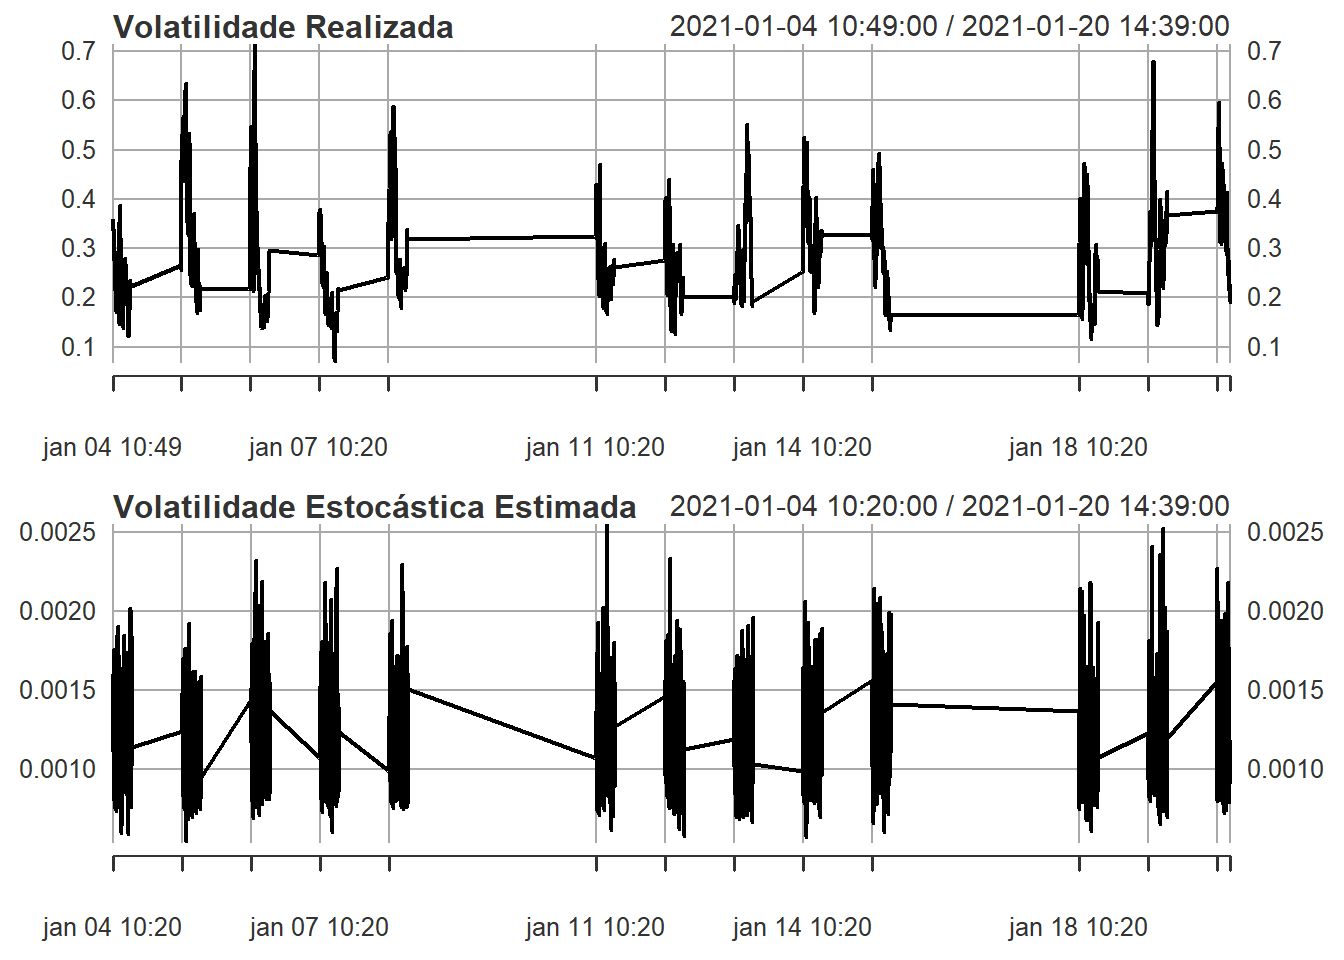 Volatilidade Realizada 2021-01-04 10:49:00 / 2021-01-20 14:39:00
0.7 0.7
0.6 0.6
0.5 0.5
0.4 0.4
0.3 0.3
0.2 0.2
0.1 0.1
jan 04 10:49 jan 07 10:20 jan 11 10:20 jan 14 10:20 jan 18 10:20
Volatilidade Estocástica Estimada 2021-01-04 10:20:00 / 2021-01-20 14:39:00
0.0025 0.0025
0.0020 0.0020
0.0015 0.0015
0.0010 0.0010
jan 04 10:20 jan 07 10:20 jan 11 10:20 jan 14 10:20 jan 18 10:20